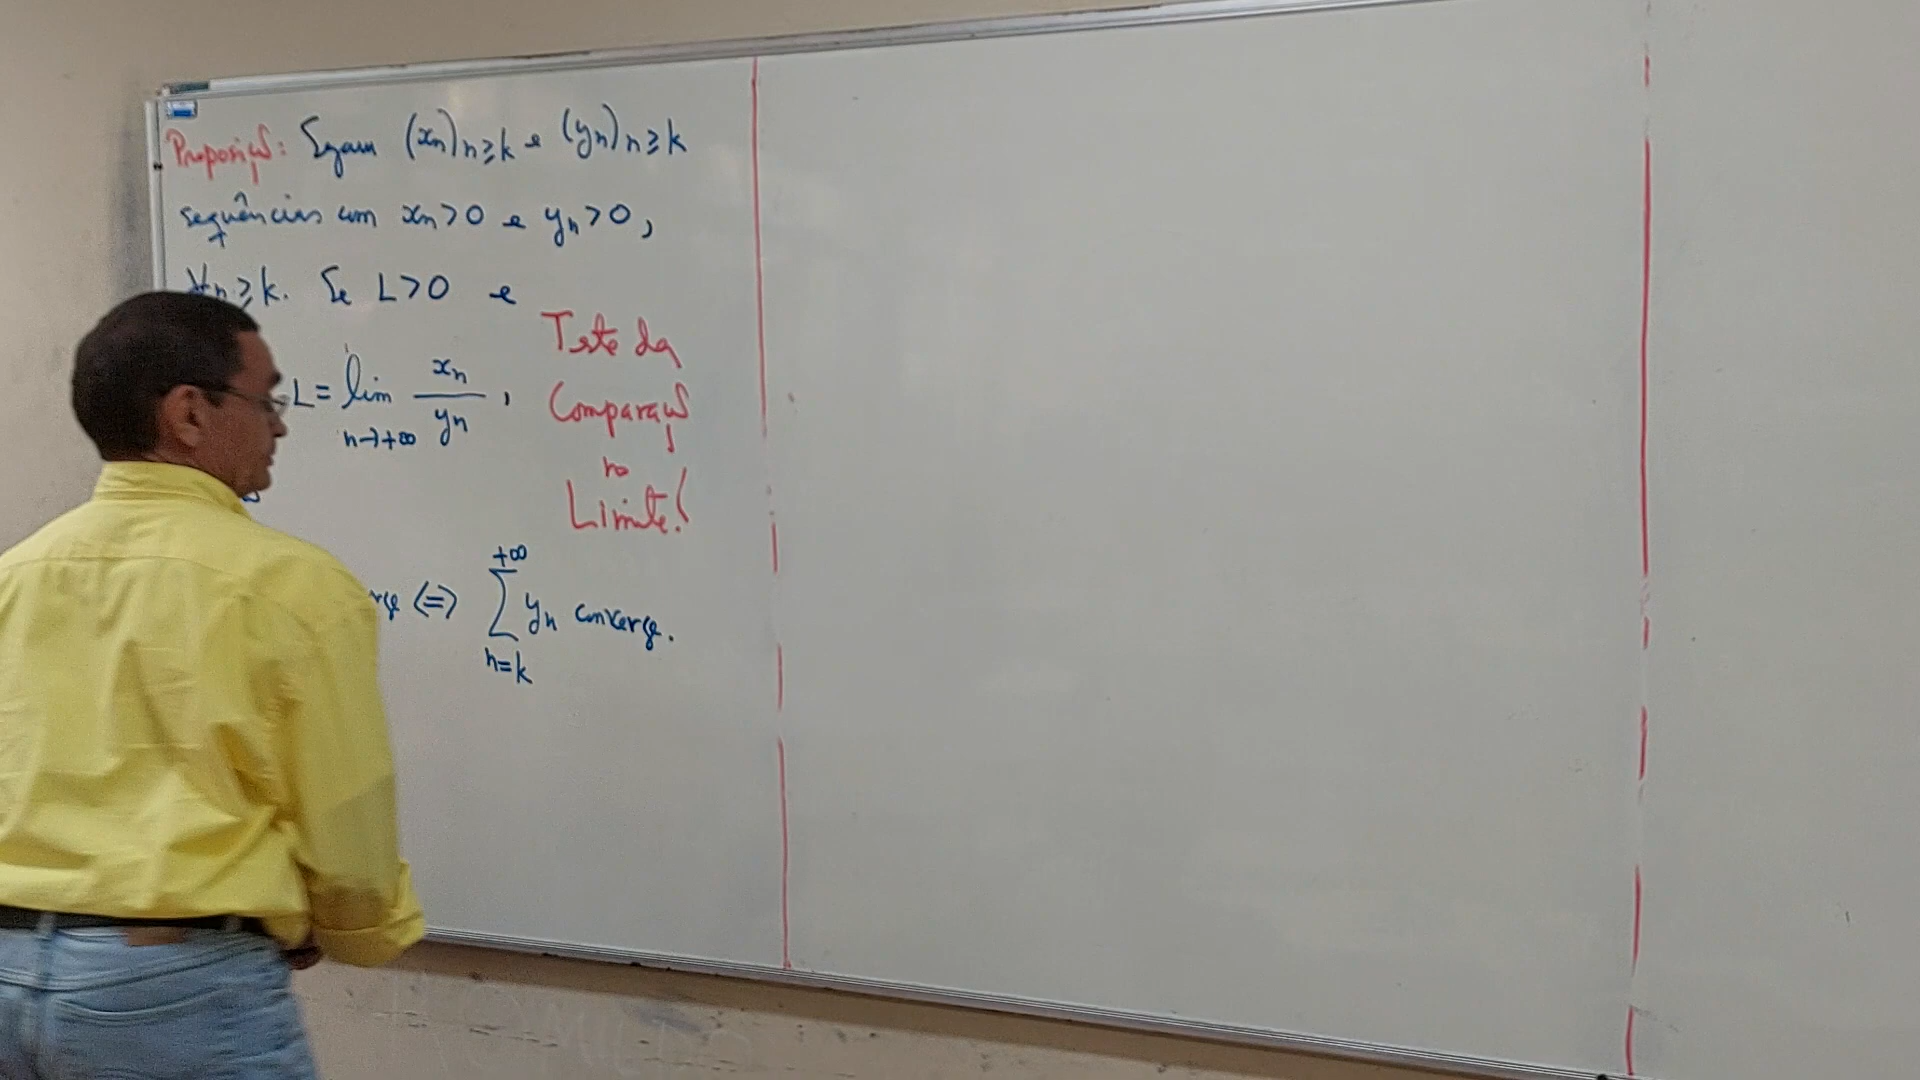 Proposição: Sejam (xₙ)ₙ≥k e (yₙ)ₙ≥k
sequências com xₙ>0 e yₙ>0,
∀n≥k. Se L>0 e
L = lim n→+∞ xₙ/yₙ,
Teste da
Comparação
no
Limite!
⇔ ∑ n=k +∞ yₙ converge.